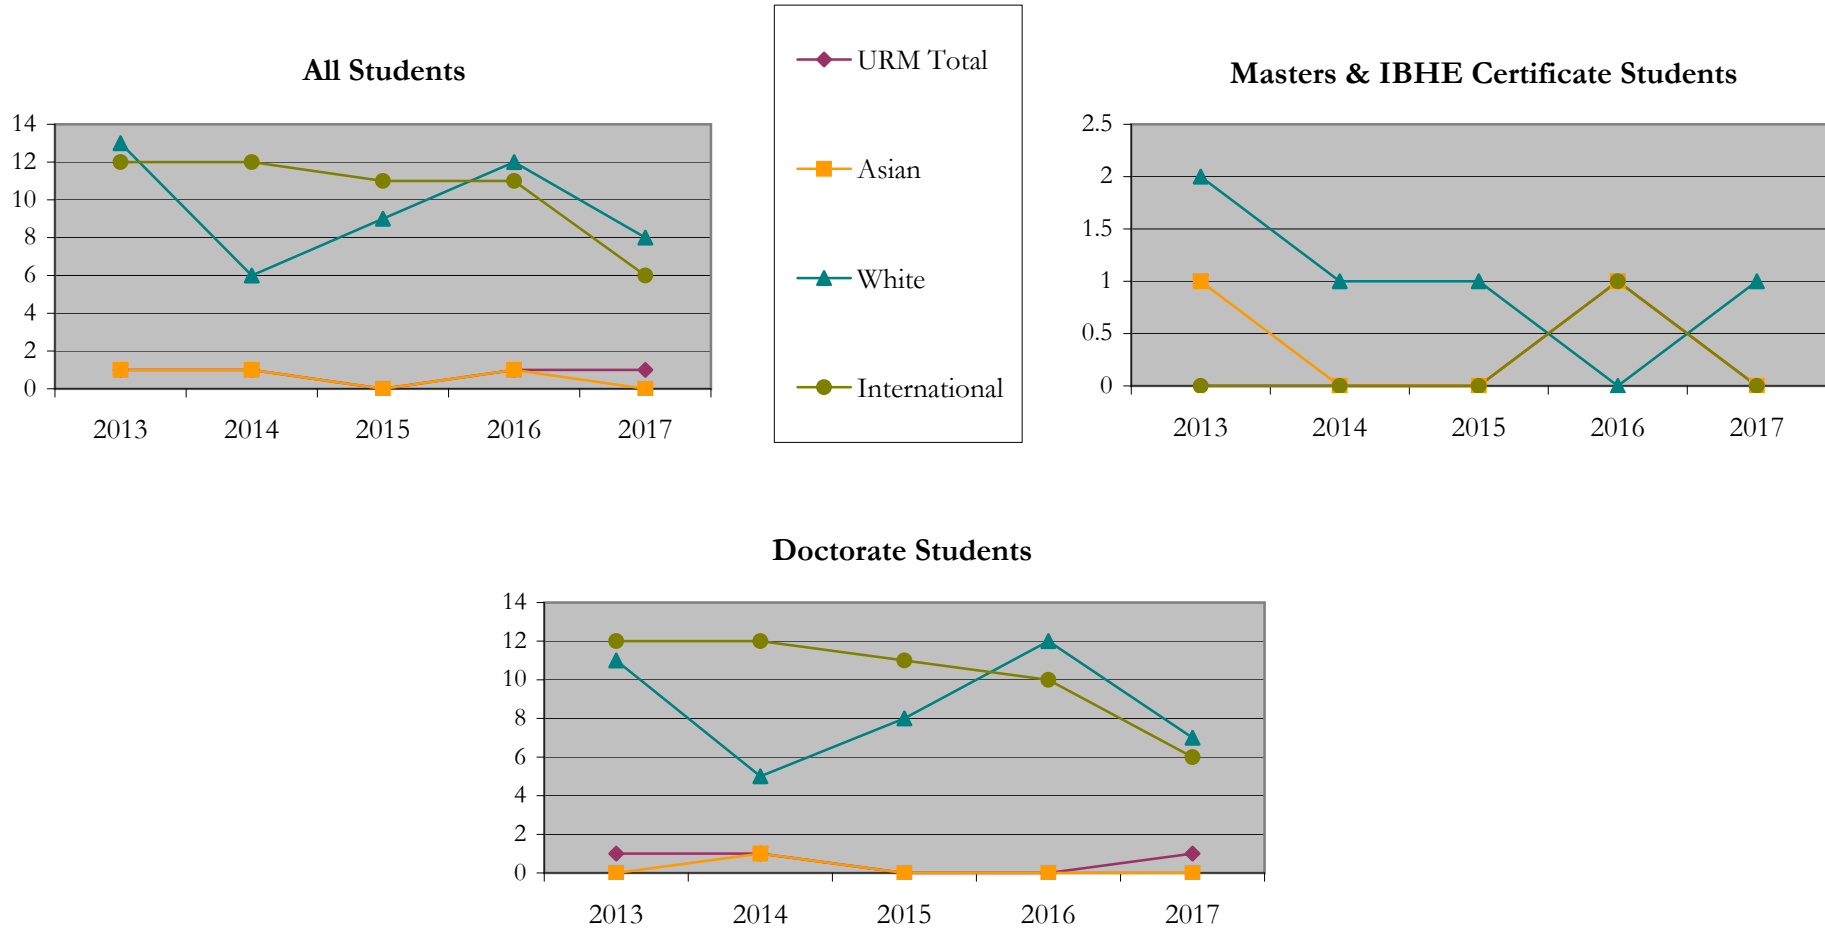 All Students
14
12
10
8
6
4
2
0
2013 2014 2015 2016 2017
URM Total
Asian
White
International
Masters & IBHE Certificate Students
2.5
2
1.5
1
0.5
0
2013 2014 2015 2016 2017
Doctorate Students
14
12
10
8
6
4
2
0
2013 2014 2015 2016 2017